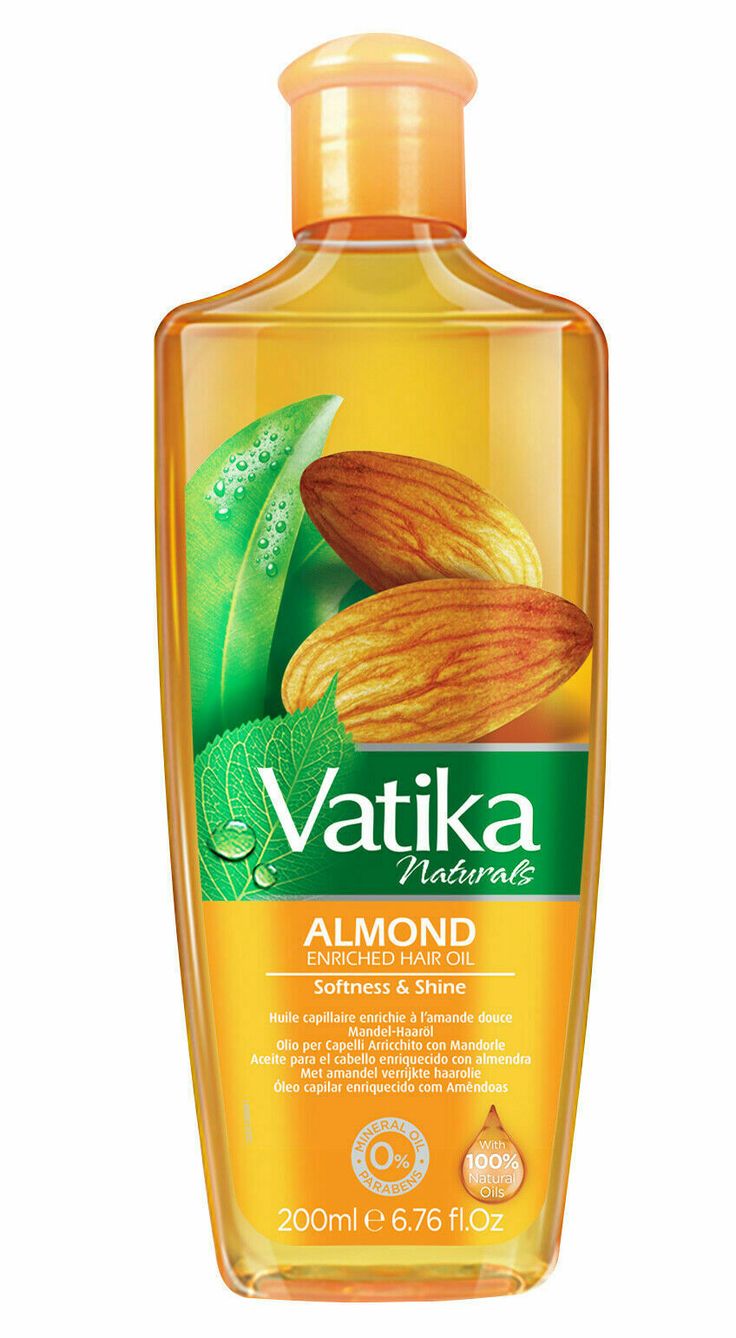 Vatika
Naturals
ALMOND
ENRICHED HAIR OIL
Softness & Shine
Huile capillaire enrichie à l'amande douce
Mandel-Haaröl
Olio per Capelli Arricchito con Mandorle
Aceite para el cabello enriquecido con almendra
Met amandel verrijkte haarolie
Óleo capilar enriquecido com Amêndoas
MINERAL OIL
0%
PARABENS
With
100%
Natural
Oils
200ml e 6.76 fl.Oz